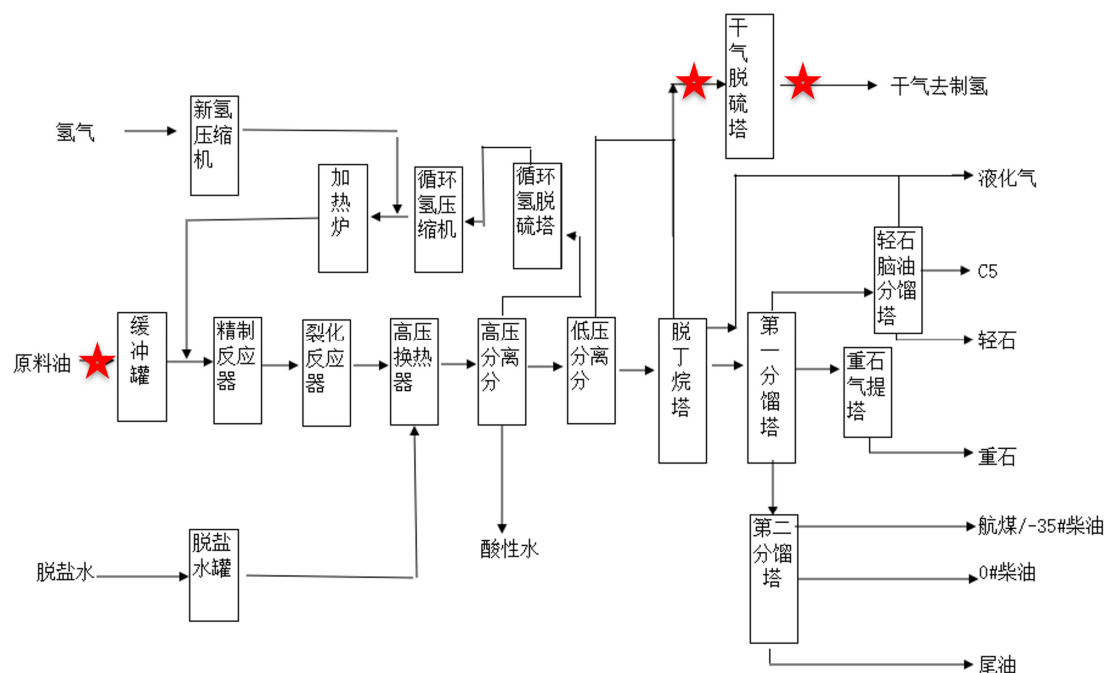 干
气
脱
硫
塔
干气去制氢
氢气
新氢
压缩
机
加
热
炉
循环
氢压
缩机
循环
氢脱
硫塔
液化气
轻石
脑油
分馏
塔
C5
轻石
原料油
缓
冲
罐
精制
反应
器
裂化
反应
器
高压
换热
器
高压
分离
分
低压
分离
分
脱
丁
烷
塔
第
一
分
馏
塔
重石
气提
塔
重石
脱盐水
脱盐
水罐
酸性水
第二
分馏
塔
航煤/-35#柴油
0#柴油
尾油